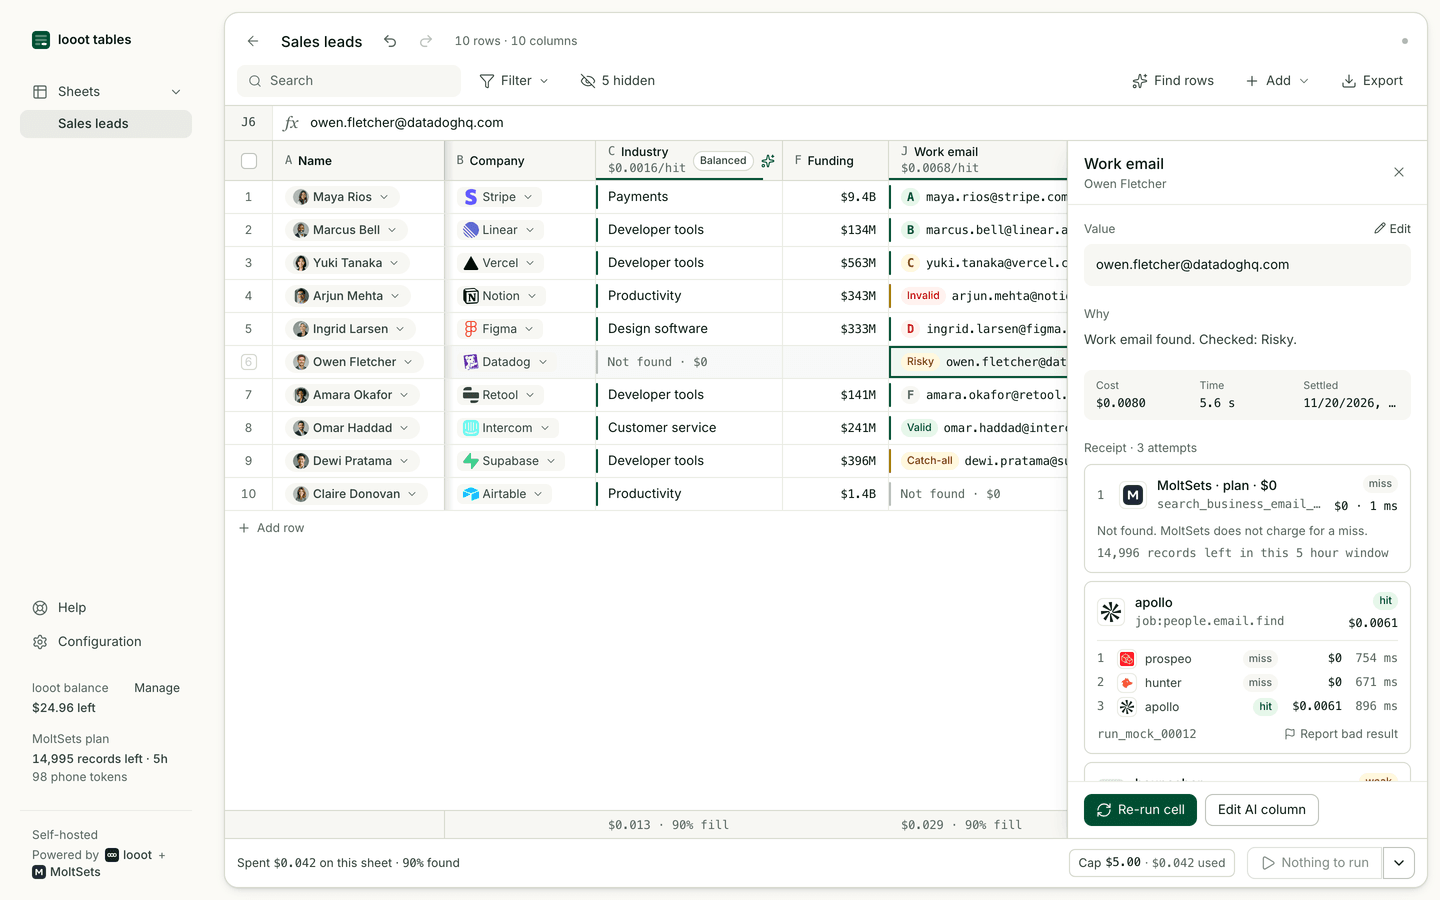 looot tables
Sheets
Sales leads
Help
Configuration
looot balance Manage
$24.96 left
MoltSets plan
14,995 records left · 5h
98 phone tokens
Self-hosted
Powered by looot +
M MoltSets
Sales leads 10 rows · 10 columns
Search Filter 5 hidden Find rows Add Export
J6 fx owen.fletcher@datadoghq.com
A Name B Company C Industry $0.0016/hit Balanced F Funding J Work email $0.0068/hit
1 Maya Rios Stripe Payments $9.4B A maya.rios@stripe.com
2 Marcus Bell Linear Developer tools $134M B marcus.bell@linear.a
3 Yuki Tanaka Vercel Developer tools $563M C yuki.tanaka@vercel.c
4 Arjun Mehta Notion Productivity $343M Invalid arjun.mehta@noti
5 Ingrid Larsen Figma Design software $333M D ingrid.larsen@figma.
6 Owen Fletcher Datadog Not found · $0 Risky owen.fletcher@dat
7 Amara Okafor Retool Developer tools $141M F amara.okafor@retool.
8 Omar Haddad Intercom Customer service $241M Valid omar.haddad@interc
9 Dewi Pratama Supabase Developer tools $396M Catch-all dewi.pratama@su
10 Claire Donovan Airtable Productivity $1.4B Not found · $0
Add row
$0.013 · 90% fill $0.029 · 90% fill
Spent $0.042 on this sheet · 90% found Cap $5.00 · $0.042 used Nothing to run
Work email
Owen Fletcher
Value Edit
owen.fletcher@datadoghq.com
Why
Work email found. Checked: Risky.
Cost Time Settled
$0.0080 5.6 s 11/20/2026, …
Receipt · 3 attempts
1 M MoltSets · plan · $0 miss
search_business_email_… $0 · 1 ms
Not found. MoltSets does not charge for a miss.
14,996 records left in this 5 hour window
apollo hit
job:people.email.find $0.0061
1 prospeo miss $0 754 ms
2 hunter miss $0 671 ms
3 apollo hit $0.0061 896 ms
run_mock_00012 Report bad result
Re-run cell Edit AI column